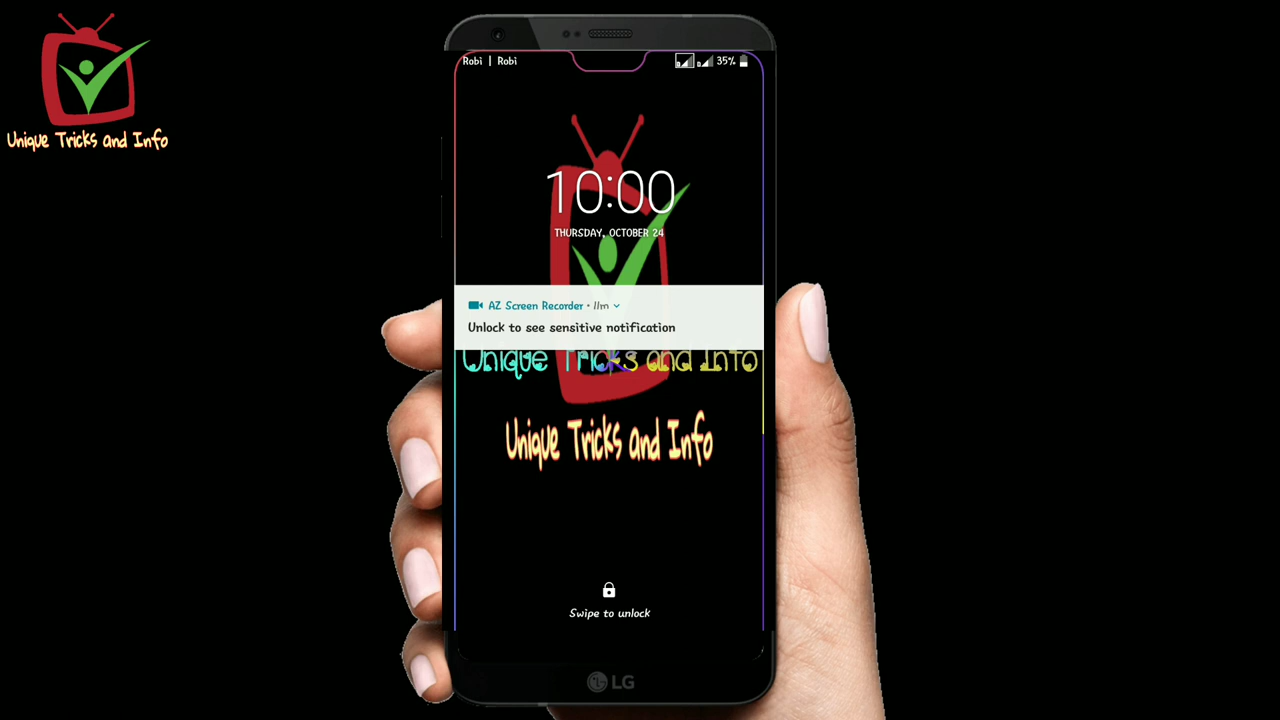 Unique Tricks and Info
Robi | Robi
35%
10:00
THURSDAY, OCTOBER 24
AZ Screen Recorder • 11m
Unlock to see sensitive notification
Unique Tricks and Info
Unique Tricks and Info
Swipe to unlock
LG